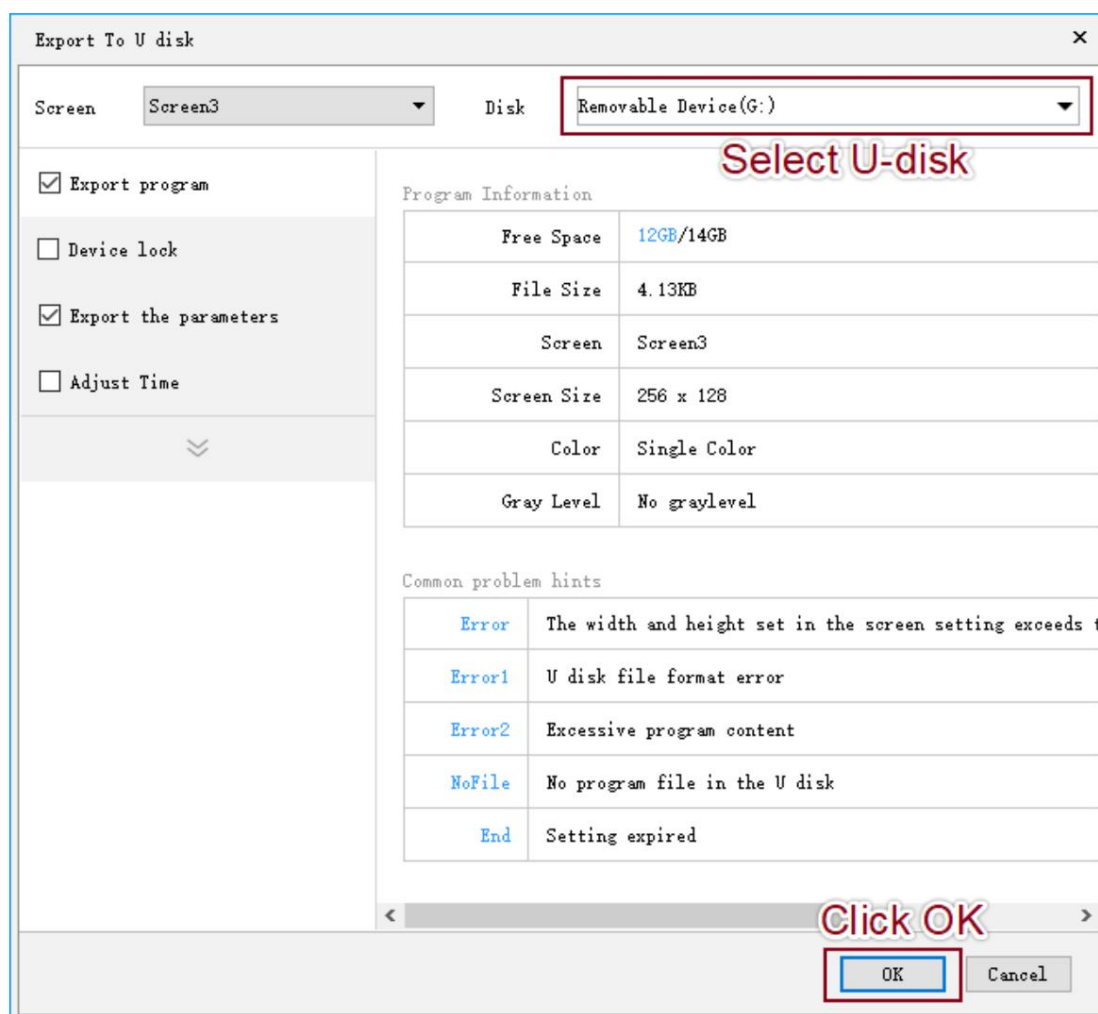 Export To U disk
Screen Screen3 Disk Removable Device(G:)
Select U-disk
Export program
Device lock
Export the parameters
Adjust Time
Program Information
Free Space 12GB/14GB
File Size 4.13KB
Screen Screen3
Screen Size 256 x 128
Color Single Color
Gray Level No graylevel
Common problem hints
Error The width and height set in the screen setting exceeds
Error1 U disk file format error
Error2 Excessive program content
NoFile No program file in the U disk
End Setting expired
Click OK
OK Cancel